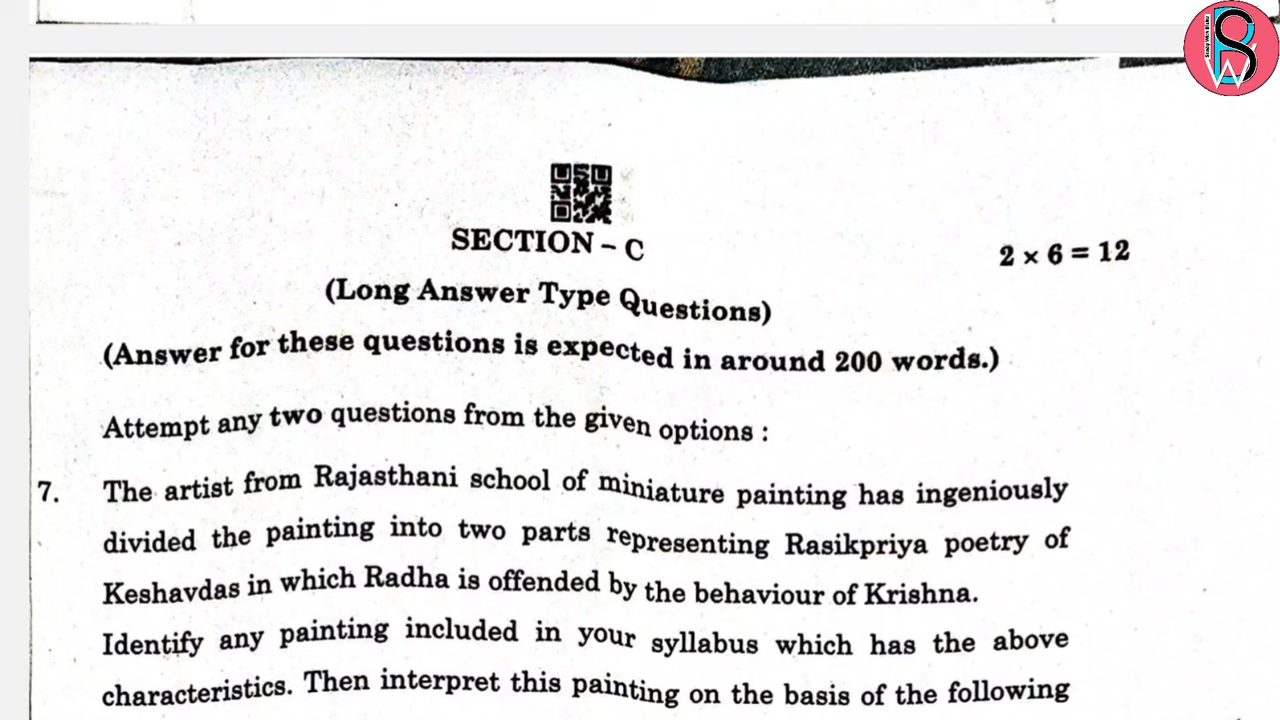 SECTION – C
2 × 6 = 12
(Long Answer Type Questions)
(Answer for these questions is expected in around 200 words.)
Attempt any two questions from the given options :
7. The artist from Rajasthani school of miniature painting has ingeniously
divided the painting into two parts representing Rasikpriya poetry of
Keshavdas in which Radha is offended by the behaviour of Krishna.
Identify any painting included in your syllabus which has the above
characteristics. Then interpret this painting on the basis of the following